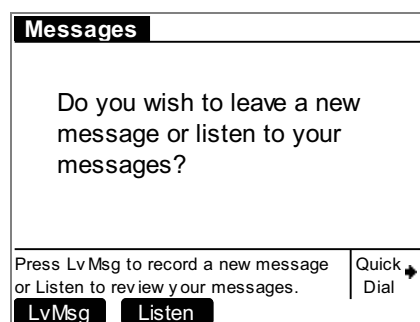 Messages
Do you wish to leave a new
message or listen to your
messages?
Press LvMsg to record a new message
or Listen to review your messages.
Quick
Dial
LvMsg Listen